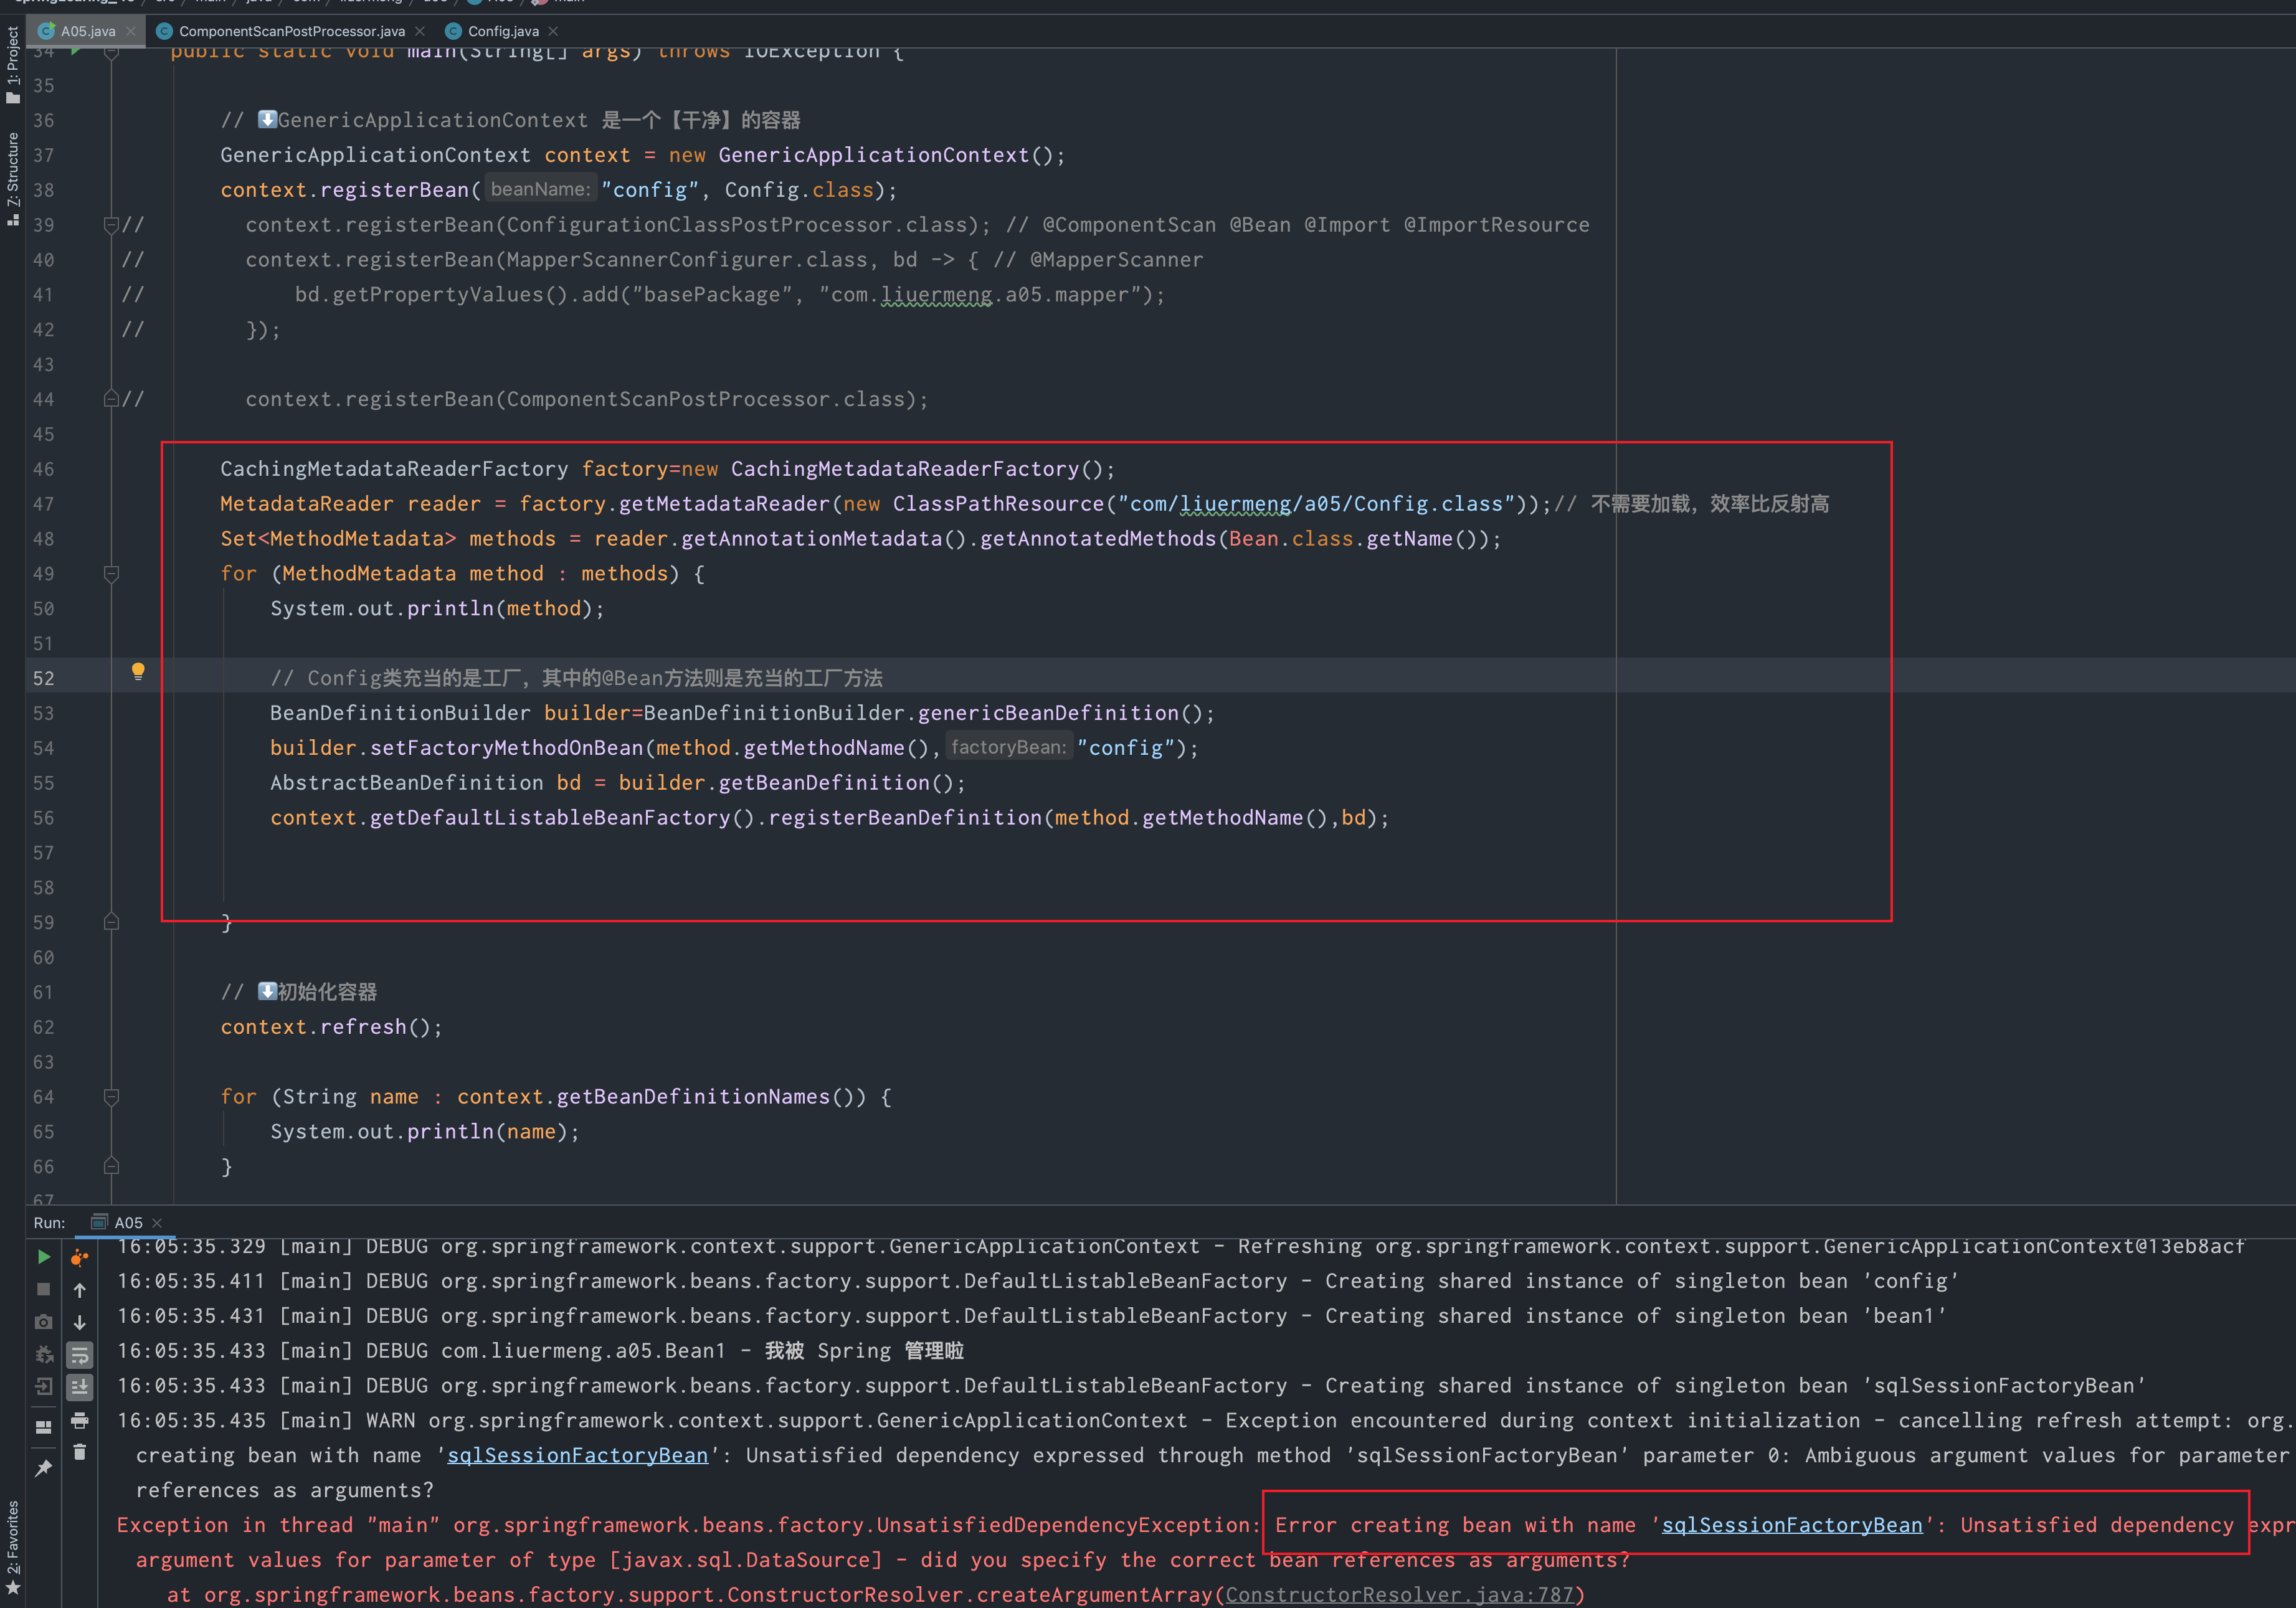 A05.java
ComponentScanPostProcessor.java
Config.java
1: Project
7: Structure
2: Favorites
34 public static void main(String[] args) throws IOException {
35
36 // ⬇️GenericApplicationContext 是一个【干净】的容器
37 GenericApplicationContext context = new GenericApplicationContext();
38 context.registerBean( beanName: "config", Config.class);
39 // context.registerBean(ConfigurationClassPostProcessor.class); // @ComponentScan @Bean @Import @ImportResource
40 // context.registerBean(MapperScannerConfigurer.class, bd -> { // @MapperScanner
41 // bd.getPropertyValues().add("basePackage", "com.liuermeng.a05.mapper");
42 // });
43
44 // context.registerBean(ComponentScanPostProcessor.class);
45
46 CachingMetadataReaderFactory factory=new CachingMetadataReaderFactory();
47 MetadataReader reader = factory.getMetadataReader(new ClassPathResource("com/liuermeng/a05/Config.class"));// 不需要加载，效率比反射高
48 Set<MethodMetadata> methods = reader.getAnnotationMetadata().getAnnotatedMethods(Bean.class.getName());
49 for (MethodMetadata method : methods) {
50 System.out.println(method);
51
52 // Config类充当的是工厂，其中的@Bean方法则是充当的工厂方法
53 BeanDefinitionBuilder builder=BeanDefinitionBuilder.genericBeanDefinition();
54 builder.setFactoryMethodOnBean(method.getMethodName(), factoryBean: "config");
55 AbstractBeanDefinition bd = builder.getBeanDefinition();
56 context.getDefaultListableBeanFactory().registerBeanDefinition(method.getMethodName(),bd);
57
58
59 }
60
61 // ⬇️初始化容器
62 context.refresh();
63
64 for (String name : context.getBeanDefinitionNames()) {
65 System.out.println(name);
66 }
67
Run: A05
16:05:35.329 [main] DEBUG org.springframework.context.support.GenericApplicationContext - Refreshing org.springframework.context.support.GenericApplicationContext@13eb8acf
16:05:35.411 [main] DEBUG org.springframework.beans.factory.support.DefaultListableBeanFactory - Creating shared instance of singleton bean 'config'
16:05:35.431 [main] DEBUG org.springframework.beans.factory.support.DefaultListableBeanFactory - Creating shared instance of singleton bean 'bean1'
16:05:35.433 [main] DEBUG com.liuermeng.a05.Bean1 - 我被 Spring 管理啦
16:05:35.433 [main] DEBUG org.springframework.beans.factory.support.DefaultListableBeanFactory - Creating shared instance of singleton bean 'sqlSessionFactoryBean'
16:05:35.435 [main] WARN org.springframework.context.support.GenericApplicationContext - Exception encountered during context initialization - cancelling refresh attempt: org.
creating bean with name 'sqlSessionFactoryBean': Unsatisfied dependency expressed through method 'sqlSessionFactoryBean' parameter 0: Ambiguous argument values for parameter
references as arguments?
Exception in thread "main" org.springframework.beans.factory.UnsatisfiedDependencyException: Error creating bean with name 'sqlSessionFactoryBean': Unsatisfied dependency expr
argument values for parameter of type [javax.sql.DataSource] - did you specify the correct bean references as arguments?
at org.springframework.beans.factory.support.ConstructorResolver.createArgumentArray(ConstructorResolver.java:787)